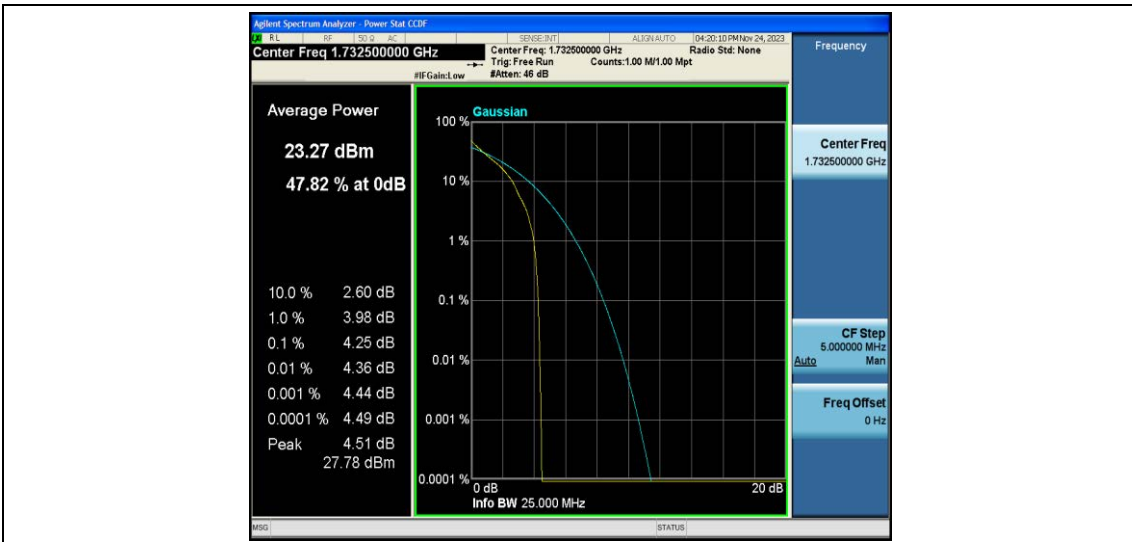 Agilent Spectrum Analyzer - Power Stat CCDF
RL RF 50 Ω AC SENSE:INT ALIGN AUTO 04:20:10 PM Nov 24, 2023
Center Freq 1.732500000 GHz
Center Freq: 1.732500000 GHz Radio Std: None
Trig: Free Run Counts:1.00 M/1.00 Mpt
#IFGain:Low #Atten: 46 dB
Frequency
Average Power
23.27 dBm
47.82 % at 0dB
10.0 % 2.60 dB
1.0 % 3.98 dB
0.1 % 4.25 dB
0.01 % 4.36 dB
0.001 % 4.44 dB
0.0001 % 4.49 dB
Peak 4.51 dB
27.78 dBm
Gaussian
100 %
10 %
1 %
0.1 %
0.01 %
0.001 %
0.0001 %
0 dB 20 dB
Info BW 25.000 MHz
Center Freq
1.732500000 GHz
CF Step
5.000000 MHz
Auto Man
Freq Offset
0 Hz
MSG STATUS